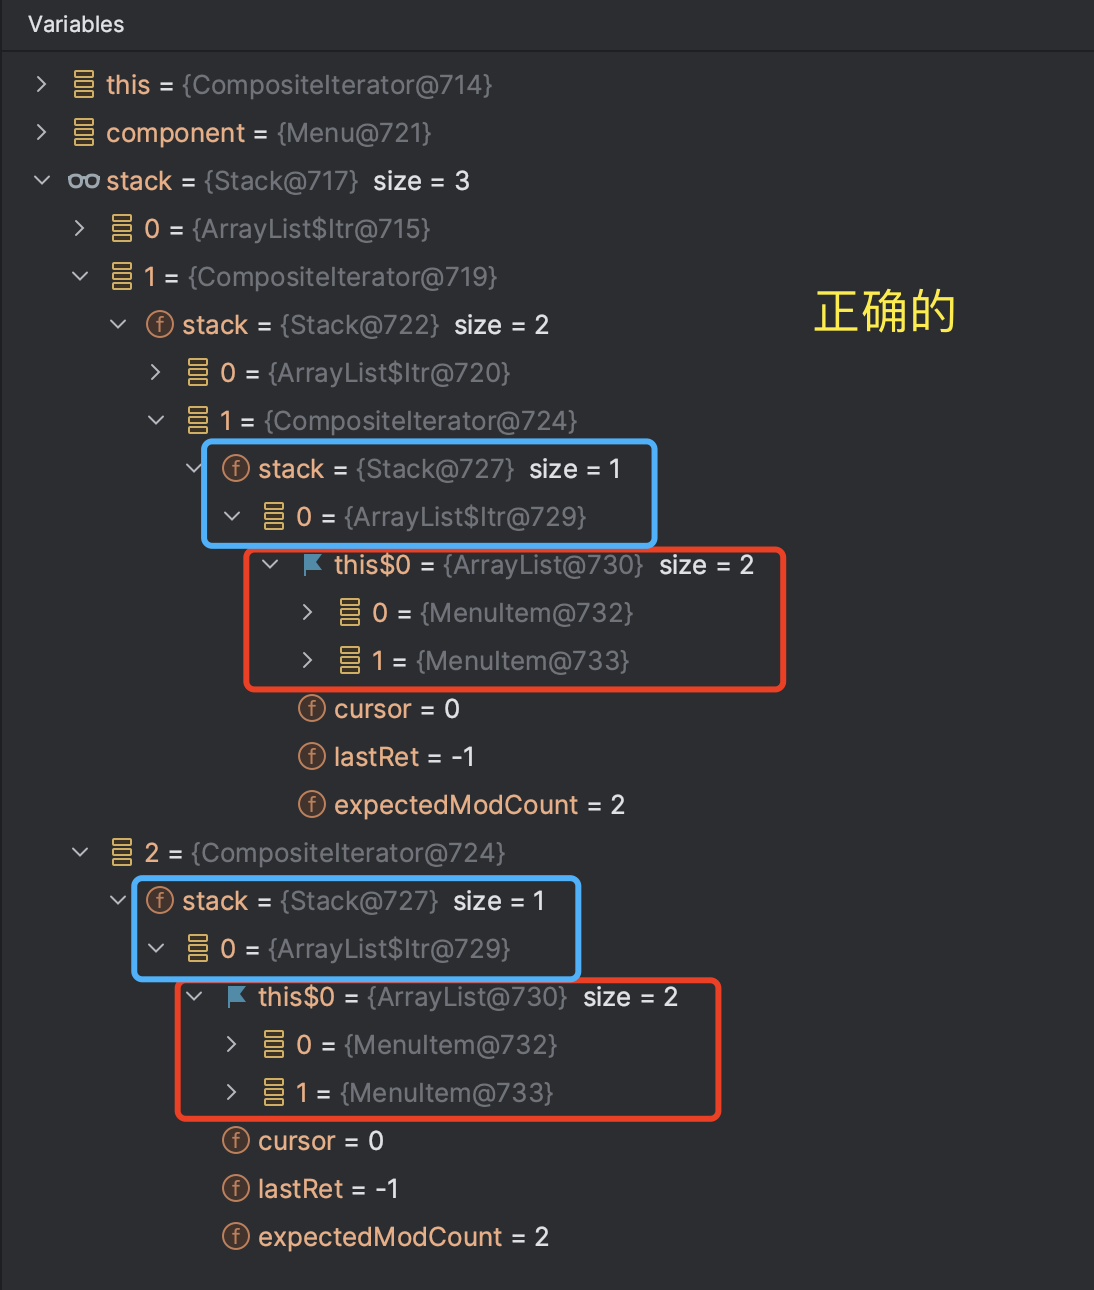 Variables
this = {CompositeIterator@714}
component = {Menu@721}
stack = {Stack@717} size = 3
0 = {ArrayList$Itr@715}
1 = {CompositeIterator@719}
正确的
f stack = {Stack@722} size = 2
0 = {ArrayList$Itr@720}
1 = {CompositeIterator@724}
f stack = {Stack@727} size = 1
0 = {ArrayList$Itr@729}
this$0 = {ArrayList@730} size = 2
0 = {MenuItem@732}
1 = {MenuItem@733}
f cursor = 0
f lastRet = -1
f expectedModCount = 2
2 = {CompositeIterator@724}
f stack = {Stack@727} size = 1
0 = {ArrayList$Itr@729}
this$0 = {ArrayList@730} size = 2
0 = {MenuItem@732}
1 = {MenuItem@733}
f cursor = 0
f lastRet = -1
f expectedModCount = 2